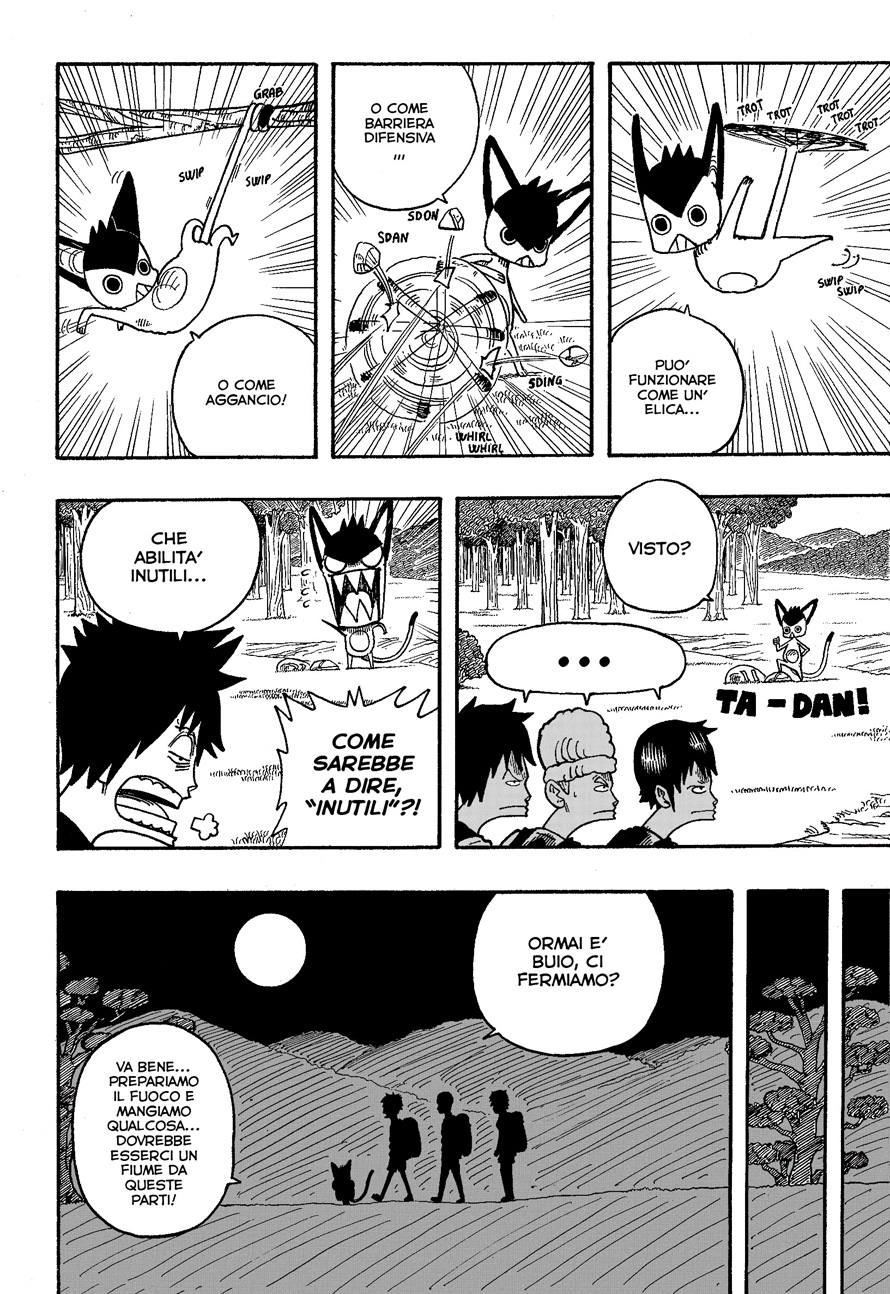 TROT
TROT
TROT
TROT
TROT
SWIP
SWIP
PUO'
FUNZIONARE
COME UN'
ELICA...
O COME
BARRIERA
DIFENSIVA
,,,
SDON
SDAN
SDING
WHIRL
WHIRL
GRAB
SWIP
SWIP
O COME
AGGANCIO!
VISTO?
...
TA-DAN!
CHE
ABILITA'
INUTILI...
COME
SAREBBE
A DIRE,
"INUTILI"?!
ORMAI E'
BUIO, CI
FERMIAMO?
VA BENE...
PREPARIAMO
IL FUOCO E
MANGIAMO
QUALCOSA...
DOVREBBE
ESSERCI UN
FIUME DA
QUESTE
PARTI!